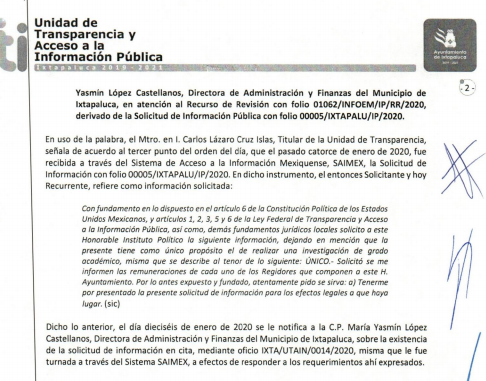 Unidad de
Transparencia y
Acceso a la
Información Pública
Ixtapaluca 2019 - 2021
Ayuntamiento
de Ixtapaluca
- 2 -
Yasmín López Castellanos, Directora de Administración y Finanzas del Municipio de
Ixtapaluca, en atención al Recurso de Revisión con folio 01062/INFOEM/IP/RR/2020,
derivado de la Solicitud de Información Pública con folio 00005/IXTAPALU/IP/2020.
En uso de la palabra, el Mtro. en I. Carlos Lázaro Cruz Islas, Titular de la Unidad de Transparencia,
señala de acuerdo al tercer punto del orden del día, que el pasado catorce de enero de 2020, fue
recibida a través del Sistema de Acceso a la Información Mexiquense, SAIMEX, la Solicitud de
Información con folio 00005/IXTAPALU/IP/2020. En dicho instrumento, el entonces Solicitante y hoy
Recurrente, refiere como información solicitada:
Con fundamento en lo dispuesto en el artículo 6 de la Constitución Política de los Estados
Unidos Mexicanos, y artículos 1, 2, 3, 5 y 6 de la Ley Federal de Transparencia y Acceso
a la Información Pública, así como, demás fundamentos jurídicos locales solicito a este
Honorable Instituto Político la siguiente información, dejando en mención que la
presente tiene como único propósito el de realizar una investigación de grado
académico, misma que se describe al tenor de lo siguiente: ÚNICO.- Solicitó se me
informen las remuneraciones de cada uno de los Regidores que componen a este H.
Ayuntamiento. Por lo antes expuesto y fundado, atentamente pido se sirva: a) Tenerme
por presentado la presente solicitud de información para los efectos legales a que haya
lugar. (sic)
Dicho lo anterior, el día dieciséis de enero de 2020 se le notifica a la C.P. María Yasmín López
Castellanos, Directora de Administración y Finanzas del Municipio de Ixtapaluca, sobre la existencia
de la solicitud de información en cita, mediante oficio IXTA/UTAIN/0014/2020, misma que le fue
turnada a través del Sistema SAIMEX, a efectos de responder a los requerimientos ahí expresados.